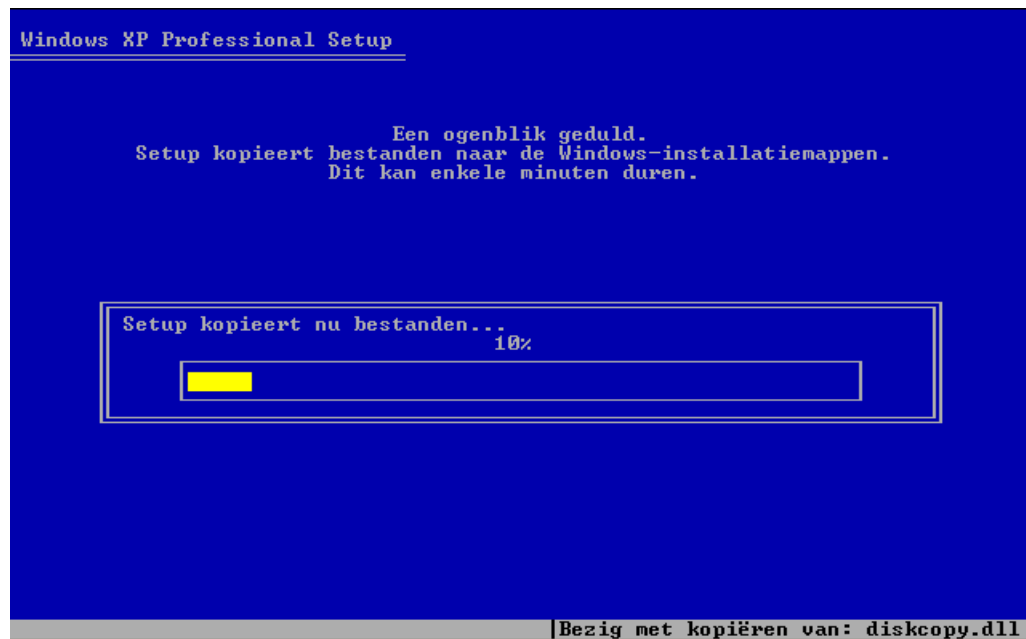 Windows XP Professional Setup
Een ogenblik geduld.
Setup kopieert bestanden naar de Windows-installatiemappen.
Dit kan enkele minuten duren.
Setup kopieert nu bestanden...
10%
Bezig met kopiëren van: diskcopy.dll